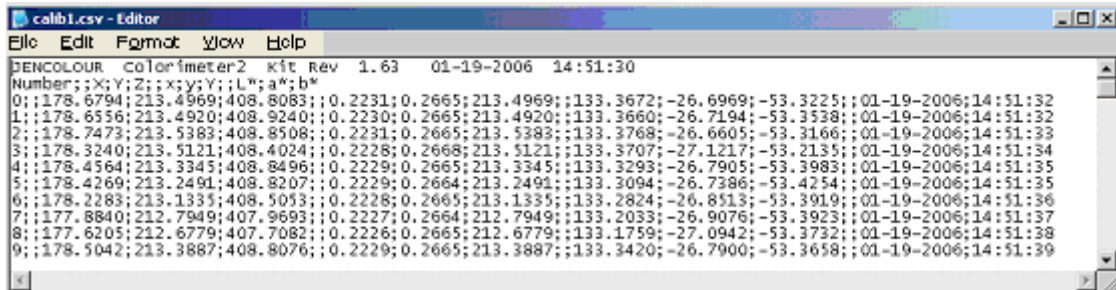 calib1.csv - Editor
File Edit Format View Help
JENCOLOUR Colorimeter2 Kit Rev 1.63 01-19-2006 14:51:30
Number;;X;Y;Z;;x;y;Y;;L*;a*;b*
0;;178.6794;213.4969;408.8083;;0.2231;0.2665;213.4969;;133.3672;-26.6969;-53.3225;;01-19-2006;14:51:32
1;;178.6556;213.4920;408.9240;;0.2230;0.2665;213.4920;;133.3660;-26.7194;-53.3538;;01-19-2006;14:51:32
2;;178.7473;213.5383;408.8508;;0.2231;0.2665;213.5383;;133.3768;-26.6605;-53.3166;;01-19-2006;14:51:33
3;;178.3240;213.5121;408.4024;;0.2228;0.2668;213.5121;;133.3707;-27.1217;-53.2135;;01-19-2006;14:51:34
4;;178.4564;213.3345;408.8496;;0.2229;0.2665;213.3345;;133.3293;-26.7905;-53.3983;;01-19-2006;14:51:35
5;;178.4269;213.2491;408.8207;;0.2229;0.2664;213.2491;;133.3094;-26.7386;-53.4254;;01-19-2006;14:51:35
6;;178.2283;213.1335;408.5053;;0.2228;0.2665;213.1335;;133.2824;-26.8513;-53.3919;;01-19-2006;14:51:36
7;;177.8840;212.7949;407.9693;;0.2227;0.2664;212.7949;;133.2033;-26.9076;-53.3923;;01-19-2006;14:51:37
8;;177.6205;212.6779;407.7082;;0.2226;0.2665;212.6779;;133.1759;-27.0942;-53.3732;;01-19-2006;14:51:38
9;;178.5042;213.3887;408.8076;;0.2229;0.2665;213.3887;;133.3420;-26.7900;-53.3658;;01-19-2006;14:51:39